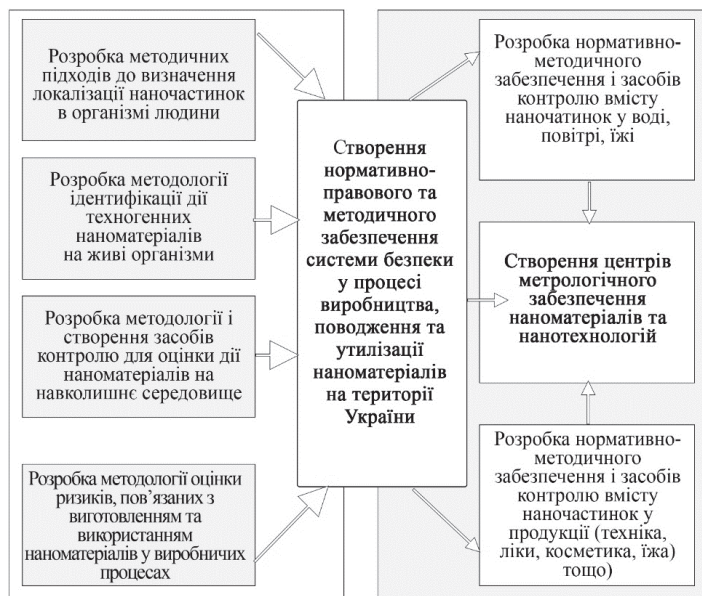 Розробка методичних
підходів до визначення
локалізації наночастинок
в організмі людини
Розробка методології
ідентифікації дії
техногенних
наноматеріалів
на живі організми
Розробка методології і
створення засобів
контролю для оцінки дії
наноматеріалів на
навколишнє середовище
Розробка методології оцінки
ризиків, пов’язаних з
виготовленням та
використанням
наноматеріалів у виробничих
процесах
Створення
нормативно-
правового та
методичного
забезпечення
системи безпеки
у процесі
виробництва,
поводження та
утилізації
наноматеріалів
на території
України
Розробка нормативно-
методичного
забезпечення і засобів
контролю вмісту
наночатинок у воді,
повітрі, їжі
Створення центрів
метрологічного
забезпечення
наноматеріалів та
нанотехнологій
Розробка нормативно-
методичного
забезпечення і засобів
контролю вмісту
наночастинок у
продукції (техніка,
ліки, косметика, їжа)
тощо)